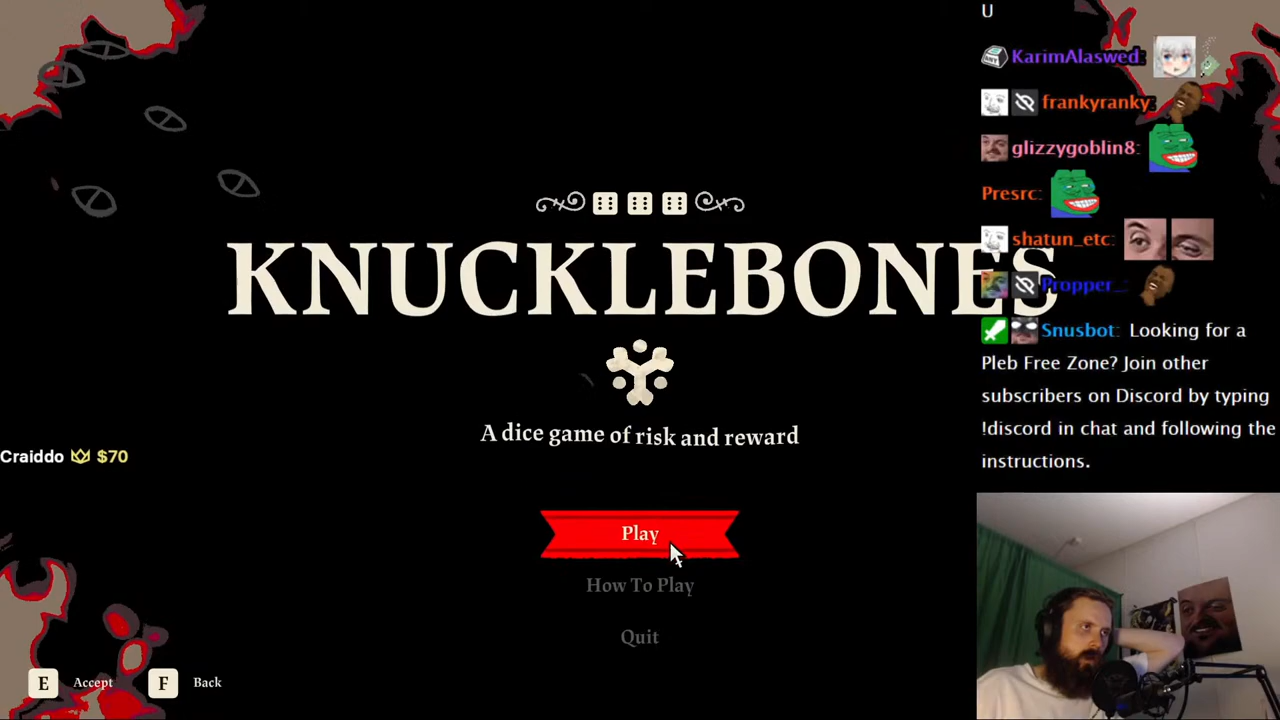 U
KarimAlaswed:
frankyranky
glizzygoblin8:
Presrc:
shatun_etc:
Propper_:
Snusbot: Looking for a
Pleb Free Zone? Join other
subscribers on Discord by typing
!discord in chat and following the
instructions.
KNUCKLEBONES
A dice game of risk and reward
Craiddo $70
Play
How To Play
Quit
E Accept F Back